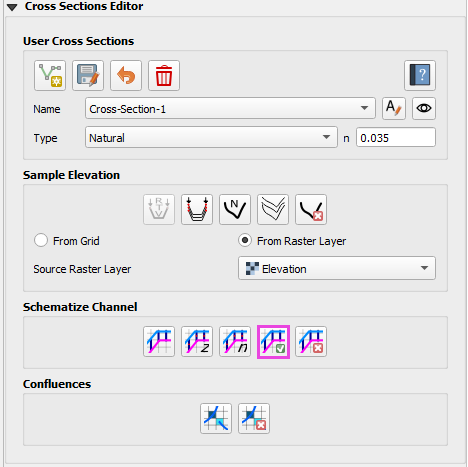 Cross Sections Editor
User Cross Sections
?
Name Cross-Section-1 A
Type Natural n 0.035
Sample Elevation
R T V N
From Grid From Raster Layer
Source Raster Layer Elevation
Schematize Channel
z n
Confluences